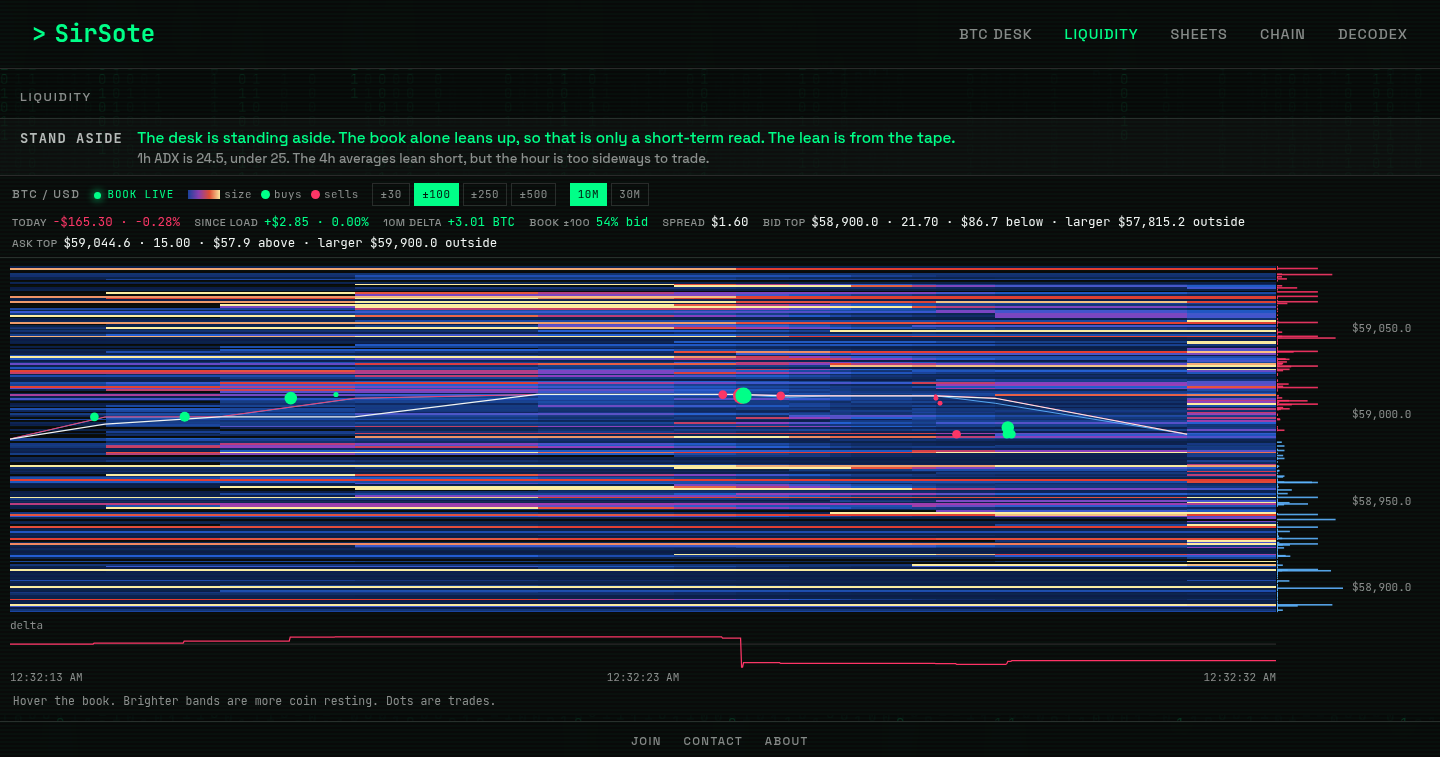 > SirSote
BTC DESK LIQUIDITY SHEETS CHAIN DECODEX
LIQUIDITY
STAND ASIDE The desk is standing aside. The book alone leans up, so that is only a short-term read. The lean is from the tape.
1h ADX is 24.5, under 25. The 4h averages lean short, but the hour is too sideways to trade.
BTC / USD BOOK LIVE size buys sells ±30 ±100 ±250 ±500 10M 30M
TODAY -$165.30 · -0.28% SINCE LOAD +$2.85 · 0.00% 10M DELTA +3.01 BTC BOOK ±100 54% bid SPREAD $1.60 BID TOP $58,900.0 · 21.70 · $86.7 below · larger $57,815.2 outside
ASK TOP $59,044.6 · 15.00 · $57.9 above · larger $59,900.0 outside
$59,050.0
$59,000.0
$58,950.0
$58,900.0
delta
12:32:13 AM 12:32:23 AM 12:32:32 AM
Hover the book. Brighter bands are more coin resting. Dots are trades.
JOIN CONTACT ABOUT